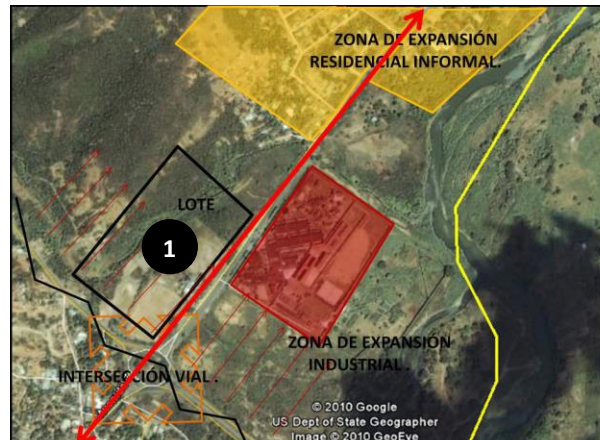 ZONA DE EXPANSIÓN
RESIDENCIAL INFORMAL.
LOTE
1
ZONA DE EXPANSIÓN
INDUSTRIAL .
INTERSECCIÓN VIAL .
© 2010 Google
US Dept of State Geographer
Image © 2010 GeoEye